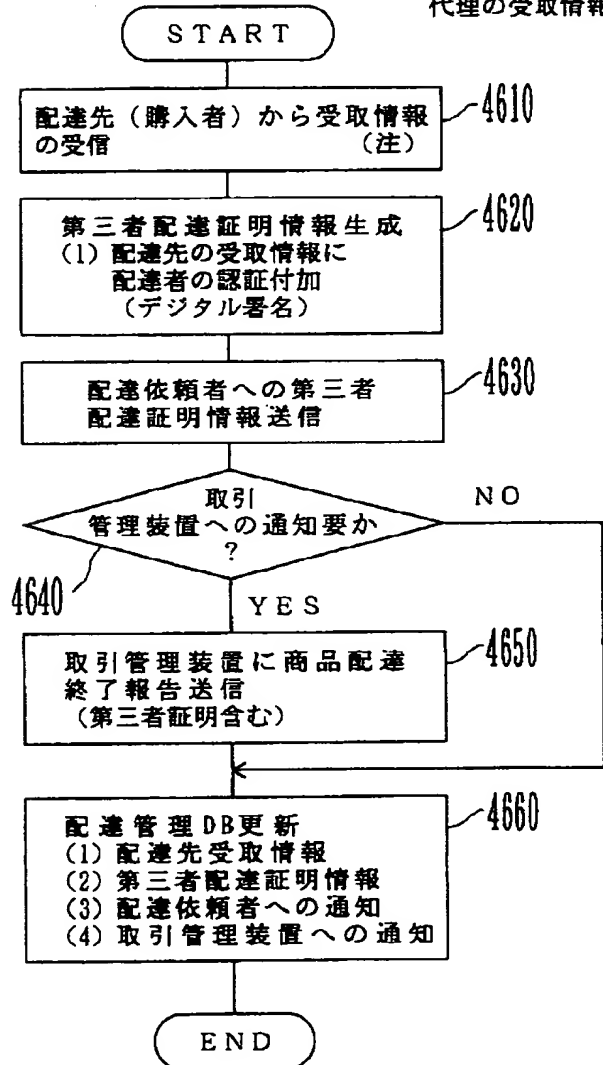 代理の受取情報
START
配達先（購入者）から受取情報
の受信　　　　　　（注）
4610
第三者配達証明情報生成
(1) 配達先の受取情報に
配達者の認証付加
（デジタル署名）
4620
配達依頼者への第三者
配達証明情報送信
4630
取引
管理装置への通知要か
?
NO
4640
YES
取引管理装置に商品配達
終了報告送信
（第三者証明含む）
4650
配達管理DB更新
(1) 配達先受取情報
(2) 第三者配達証明情報
(3) 配達依頼者への通知
(4) 取引管理装置への通知
4660
END